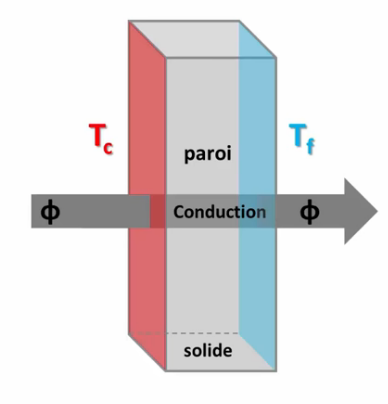 Tc
Tf
paroi
ϕ
Conduction
ϕ
solide